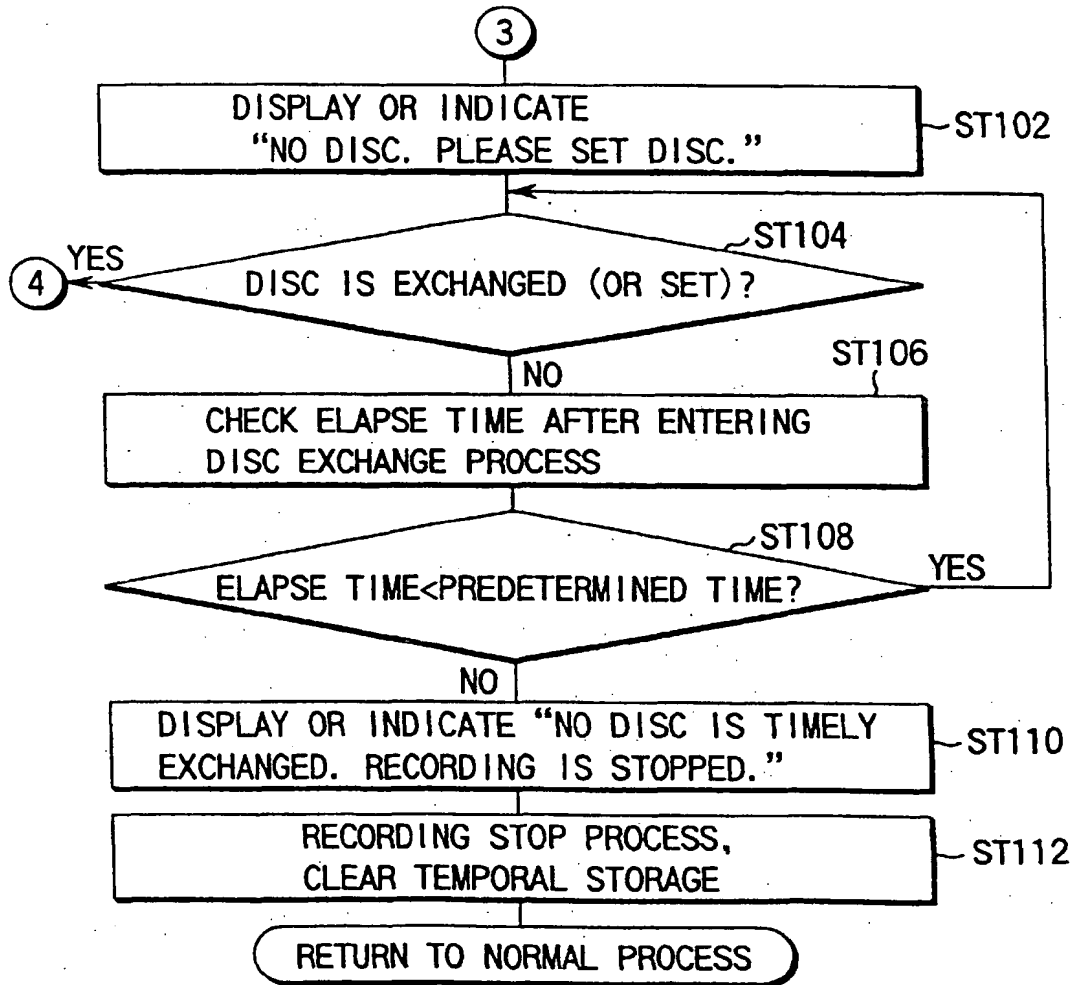 3
DISPLAY OR INDICATE
"NO DISC. PLEASE SET DISC."
ST102
ST104
YES
4
DISC IS EXCHANGED (OR SET)?
NO
ST106
CHECK ELAPSE TIME AFTER ENTERING
DISC EXCHANGE PROCESS
ST108
YES
ELAPSE TIME<PREDETERMINED TIME?
NO
DISPLAY OR INDICATE "NO DISC IS TIMELY
EXCHANGED. RECORDING IS STOPPED."
ST110
RECORDING STOP PROCESS,
CLEAR TEMPORAL STORAGE
ST112
RETURN TO NORMAL PROCESS